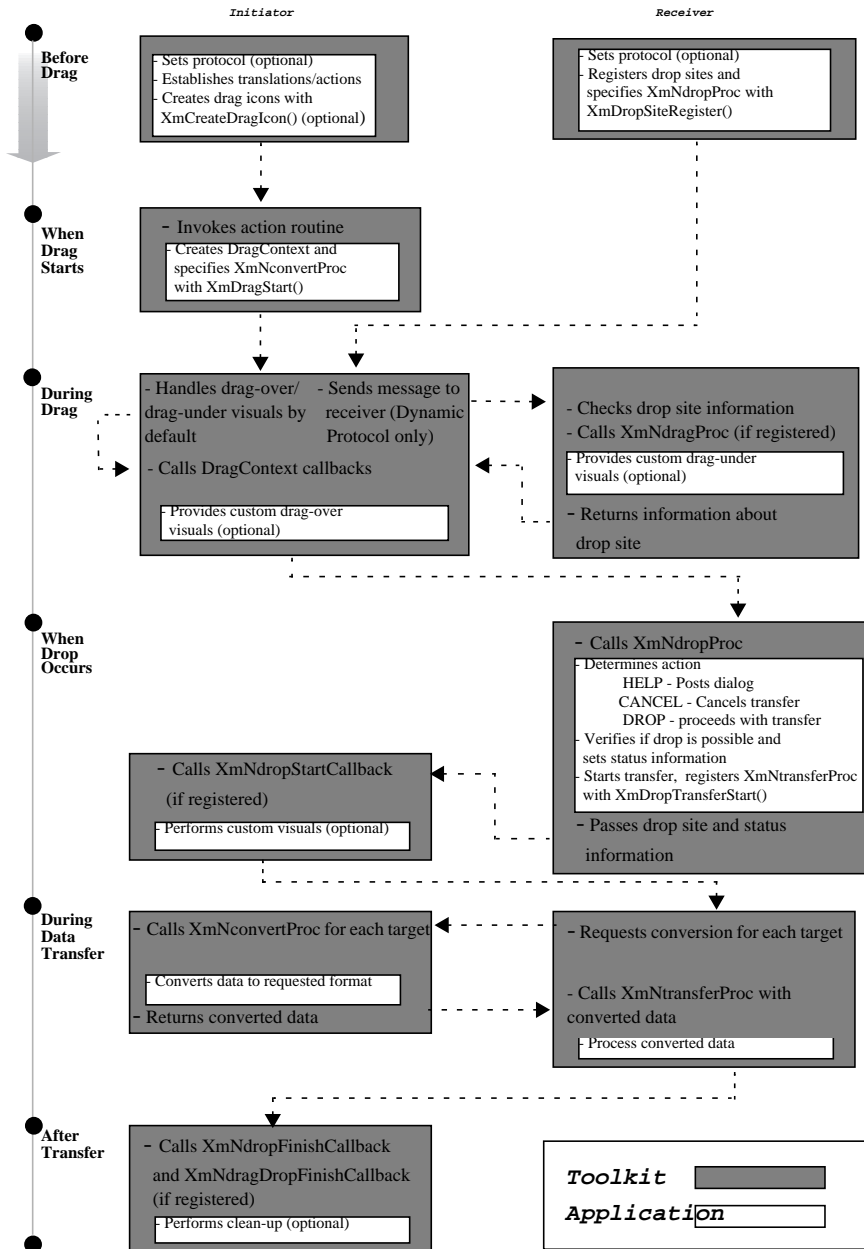 Initiator
Receiver
Before
Drag
- Sets protocol (optional)
- Establishes translations/actions
- Creates drag icons with
XmCreateDragIcon() (optional)
- Sets protocol (optional)
- Registers drop sites and
specifies XmNdropProc with
XmDropSiteRegister()
When
Drag
Starts
- Invokes action routine
- Creates DragContext and
specifies XmNconvertProc
with XmDragStart()
During
Drag
- Handles drag-over/
drag-under visuals by
default
- Sends message to
receiver (Dynamic
Protocol only)
- Calls DragContext callbacks
- Provides custom drag-over
visuals (optional)
- Checks drop site information
- Calls XmNdragProc (if registered)
- Provides custom drag-under
visuals (optional)
- Returns information about
drop site
When
Drop
Occurs
- Calls XmNdropProc
- Determines action
HELP - Posts dialog
CANCEL - Cancels transfer
DROP - proceeds with transfer
- Verifies if drop is possible and
sets status information
- Starts transfer, registers XmNtransferProc
with XmDropTransferStart()
- Passes drop site and status
information
- Calls XmNdropStartCallback
(if registered)
- Performs custom visuals (optional)
During
Data
Transfer
- Calls XmNconvertProc for each target
- Converts data to requested format
- Returns converted data
- Requests conversion for each target
- Calls XmNtransferProc with
converted data
- Process converted data
After
Transfer
- Calls XmNdropFinishCallback
and XmNdragDropFinishCallback
(if registered)
- Performs clean-up (optional)
Toolkit
Application